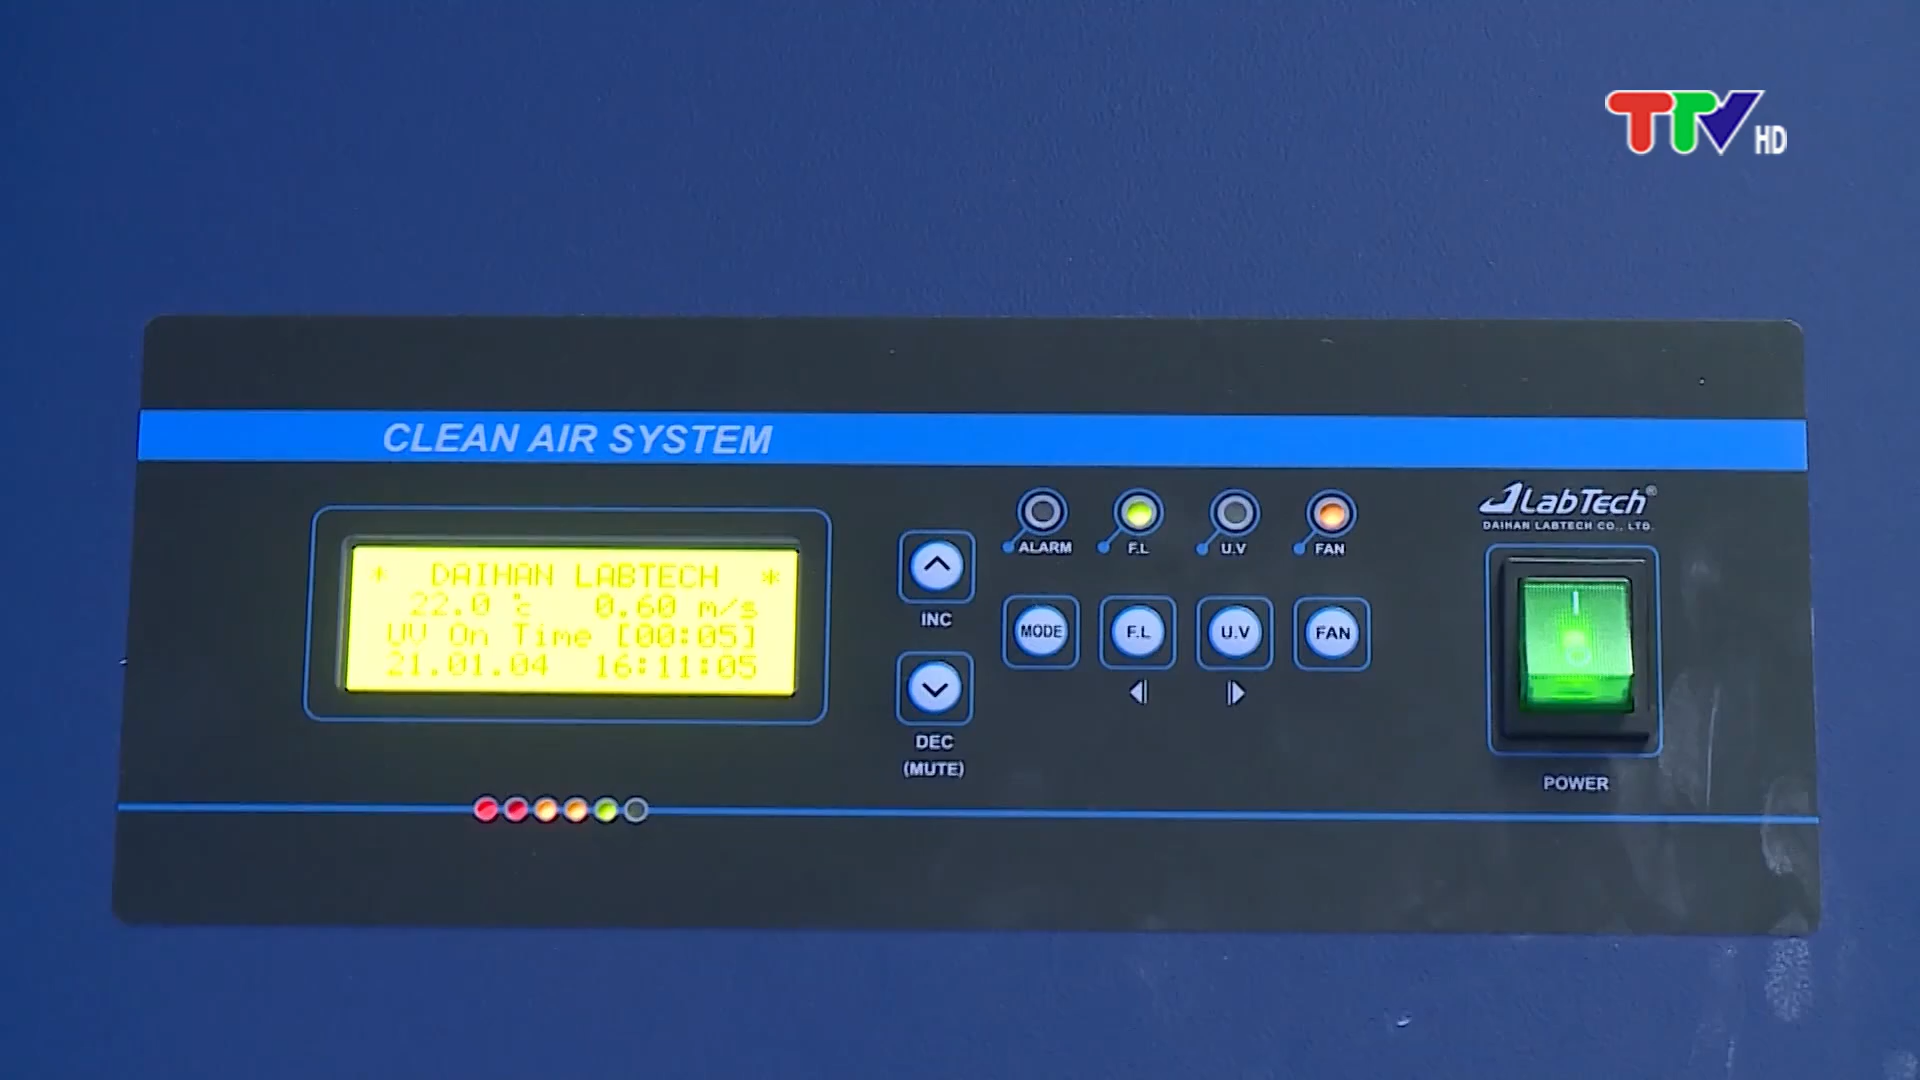 TTV HD
CLEAN AIR SYSTEM
* DAIHAN LABTECH *
22.0 ℃ 0.60 m/s
UV On Time [00:05]
21.01.04 16:11:05
INC
DEC
(MUTE)
ALARM F.L U.V FAN
MODE F.L U.V FAN
LabTech®
DAIHAN LABTECH CO., LTD.
POWER